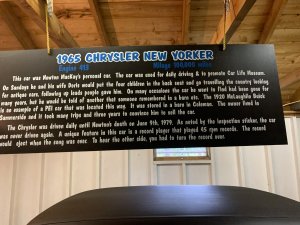 1965 CHRYSLER NEW YORKER
Engine 413 Milage 100,005 miles
This car was Newton MacKay's personal car. The car was used for daily driving & to promote Car Life Museum.
On Sundays he and his wife Doris would put the four children in the back seat and go travelling the country looking
for antique cars, following up leads people gave him. On many occasions the car he went to find had been gone for
many years, but he would be told of another that someone remembered in a barn etc. The 1920 McLaughlin Buick
is an example of a PEI car that was located this way. It was stored in a barn in Coleman. The owner lived in
Summerside and it took many trips and three years to convince him to sell the car.
The Chrysler was driven daily until Newton's death on June 9th, 1979. As noted by the inspection sticker, the car
was never driven again. A unique feature in this car is a record player that played 45 rpm records. The record
would eject when the song was over. To hear the other side, you had to turn the record over.